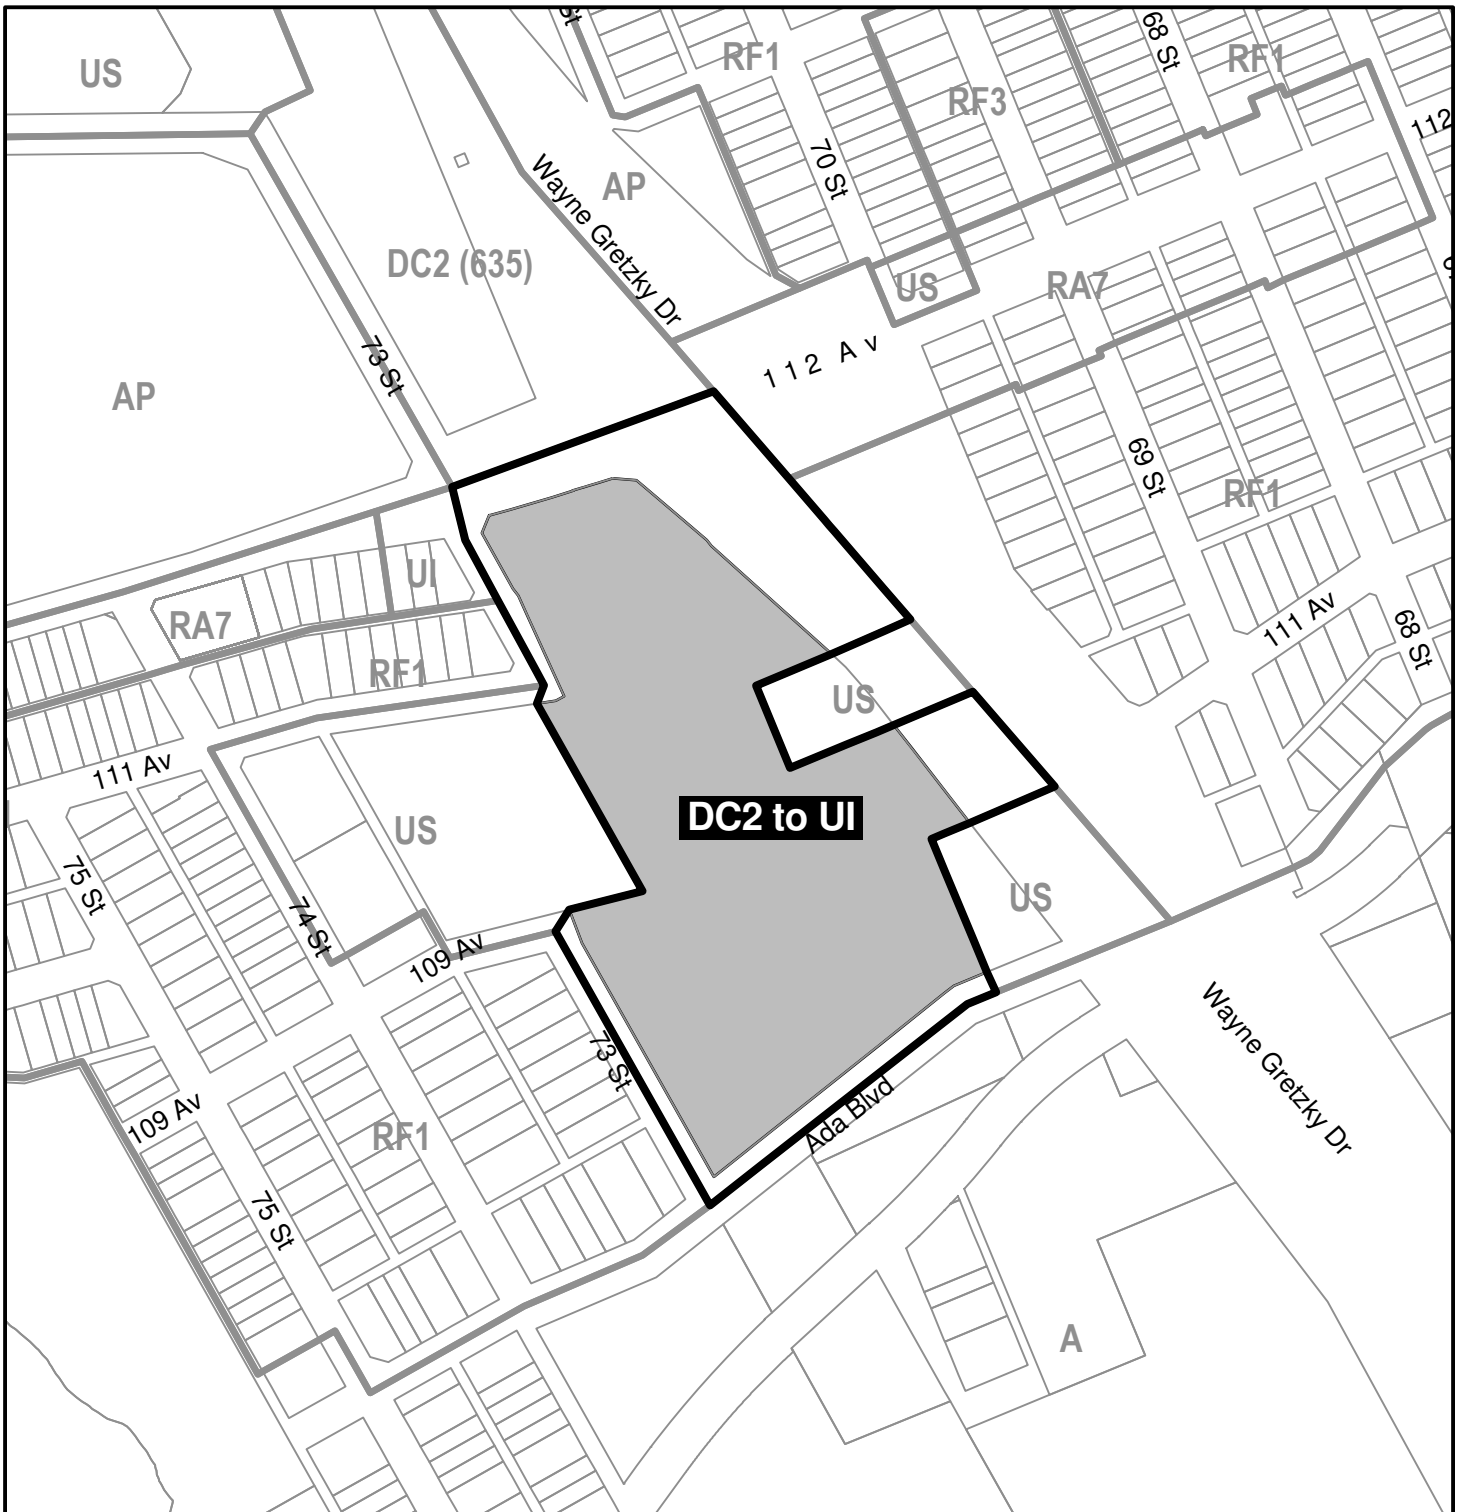 St
68 St
RF1
RF1
US
RF3
112
70 St
Wayne Gretzky Dr
AP
DC2 (635)
US
RA7
73 St
112 Av
AP
69 St
RF1
UI
RA7
111 Av
68 St
RF1
US
111 Av
DC2 to UI
US
75 St
US
74 St
109 Av
Wayne Gretzky Dr
73 St
109 Av
Ada Blvd
RF1
75 St
A